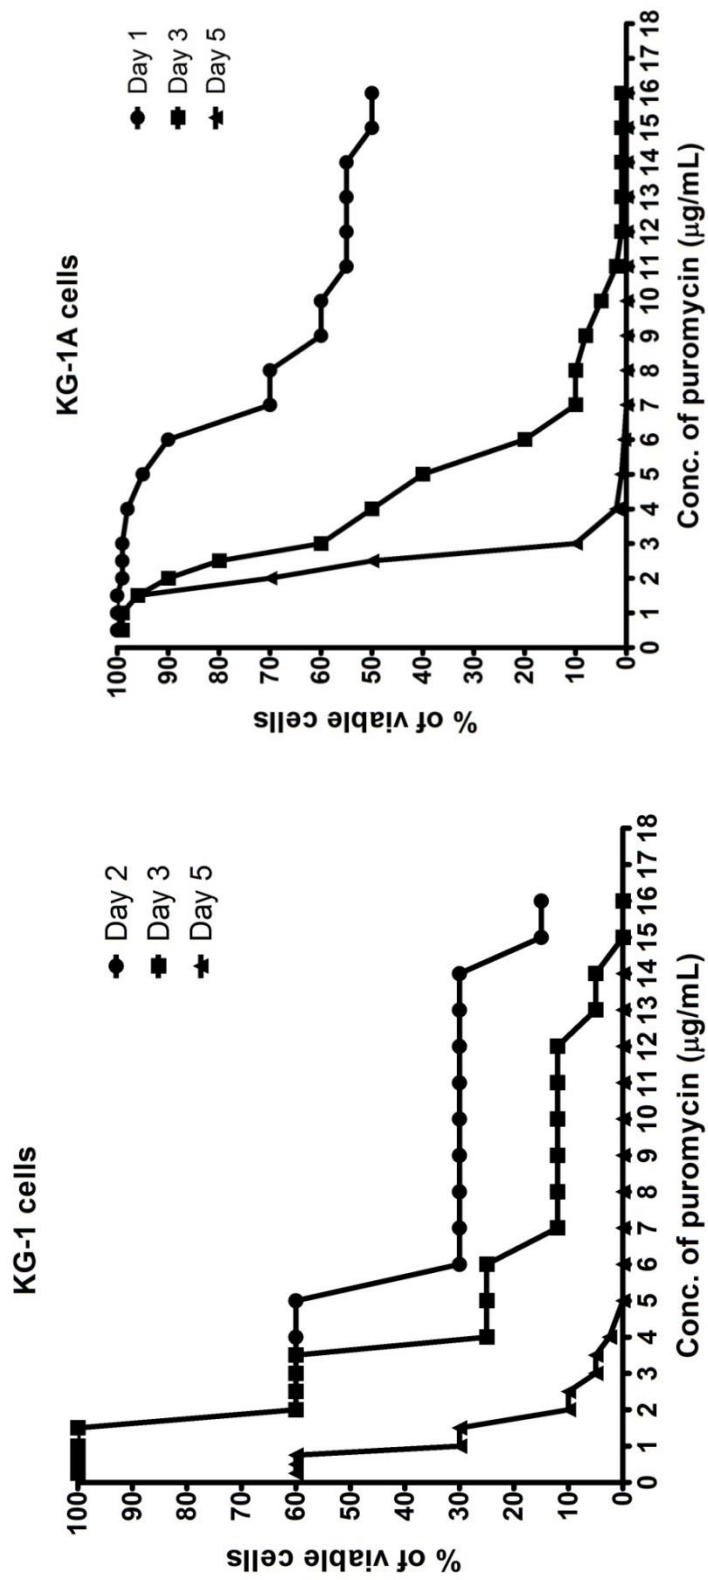 KG-1 cells
% of viable cells
100
90
80
70
60
50
40
30
20
10
0
0 1 2 3 4 5 6 7 8 9 10 11 12 13 14 15 16 17 18
Conc. of puromycin (μg/mL)
Day 2
Day 3
Day 5
KG-1A cells
% of viable cells
100
90
80
70
60
50
40
30
20
10
0
0 1 2 3 4 5 6 7 8 9 10 11 12 13 14 15 16 17 18
Conc. of puromycin (μg/mL)
Day 1
Day 3
Day 5